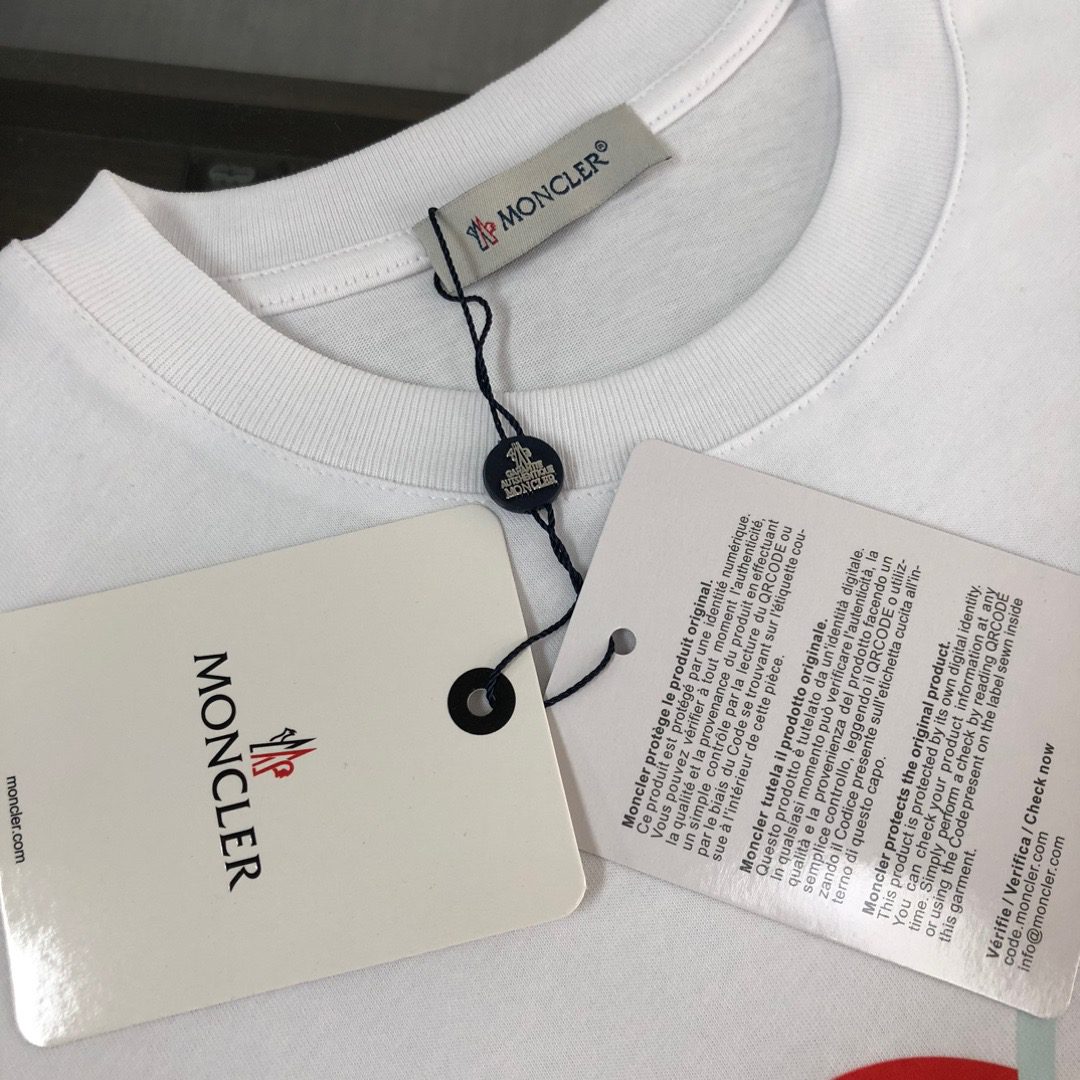 MONCLER®
GARANTIE
AUTHENTIQUE
MONCLER
MONCLER
moncler.com
Moncler protège le produit original.
Ce produit est protégé par une identité numérique.
Vous pouvez vérifier à tout moment l'authenticité,
la qualité et la provenance du produit en effectuant
un simple contrôle par la lecture du QRCODE ou
par le biais du Code se trouvant sur l'étiquette cou-
sue à l'intérieur de cette pièce.
Moncler tutela il prodotto originale.
Questo prodotto è tutelato da un'identità digitale.
In qualsiasi momento può verificare l'autenticità, la
qualità e la provenienza del prodotto facendo un
semplice controllo, leggendo il QRCODE o utiliz-
zando il Codice presente sull'etichetta cucita all'in-
terno di questo capo.
Moncler protects the original product.
This product is protected by its own digital identity.
You can check your product information at any
time. Simply perform a check by reading QRCODE
or using the Code present on the label sewn inside
this garment.
Vérifie / Verifica / Check now
code.moncler.com
info@moncler.com